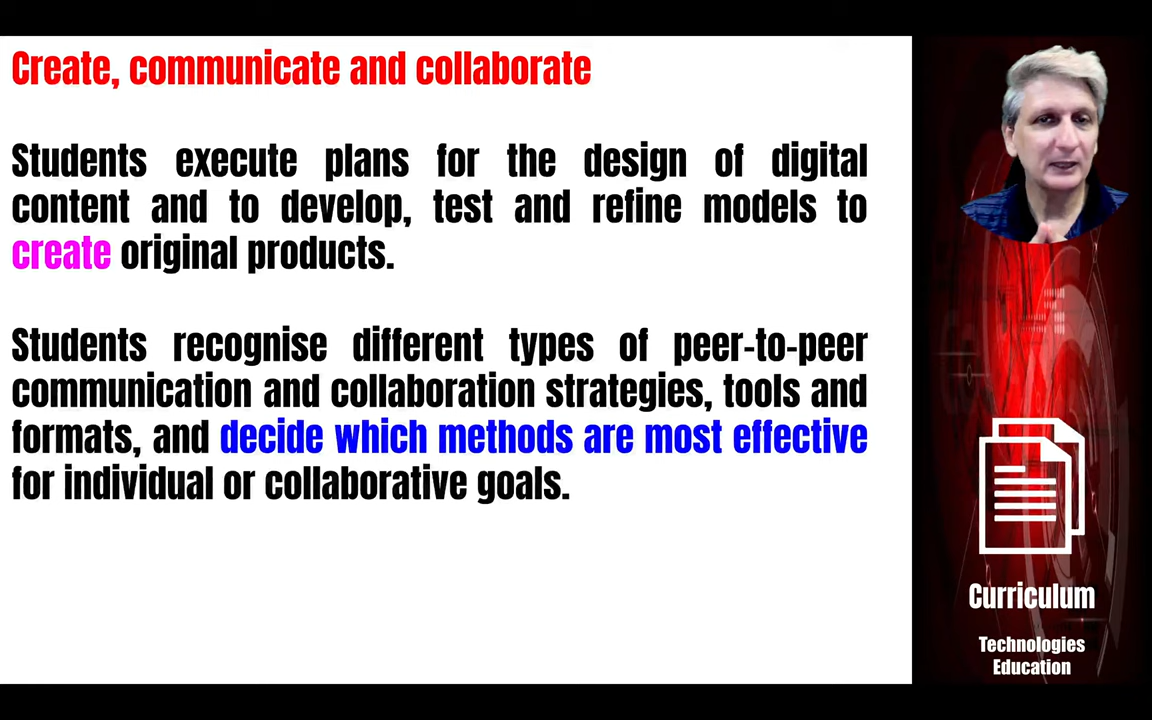 Create, communicate and collaborate
Students execute plans for the design of digital
content and to develop, test and refine models to
create original products.
Students recognise different types of peer-to-peer
communication and collaboration strategies, tools and
formats, and decide which methods are most effective
for individual or collaborative goals.
Curriculum
Technologies
Education